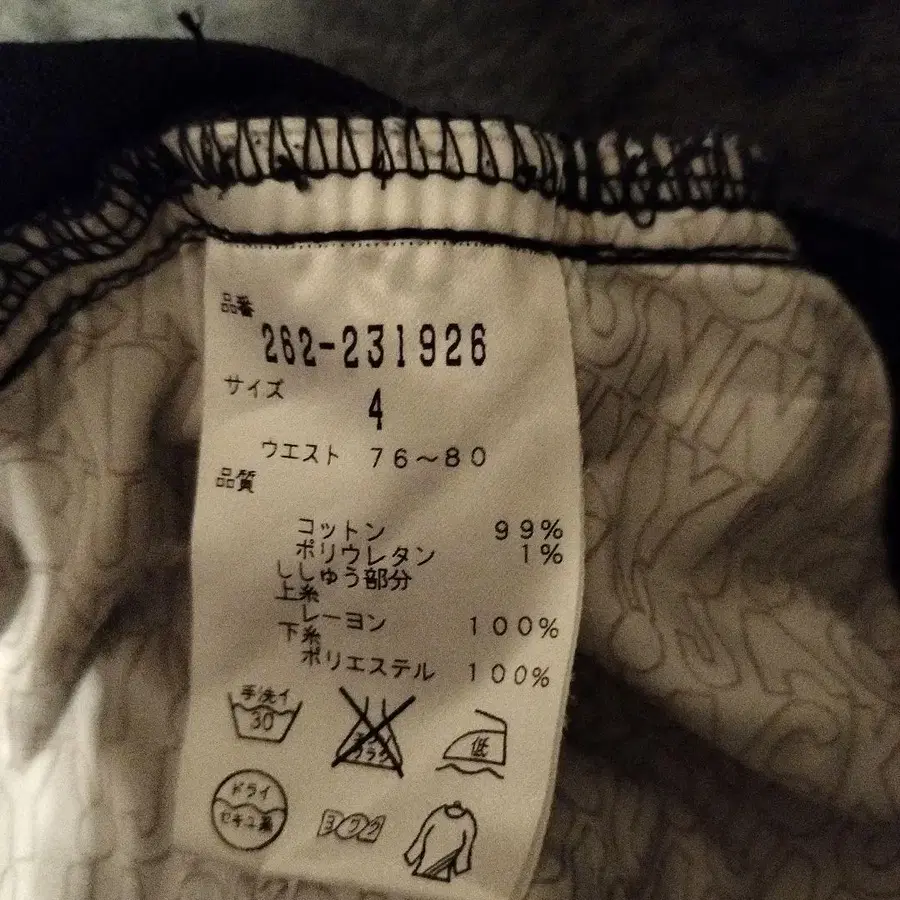 品番
262-231926
サイズ
4
ウエスト 76~80
品質
コットン 99%
ポリウレタン 1%
ししゅう部分
上糸
レーヨン 100%
下糸
ポリエステル 100%
手洗イ
30
低
ドライ
セキユ系